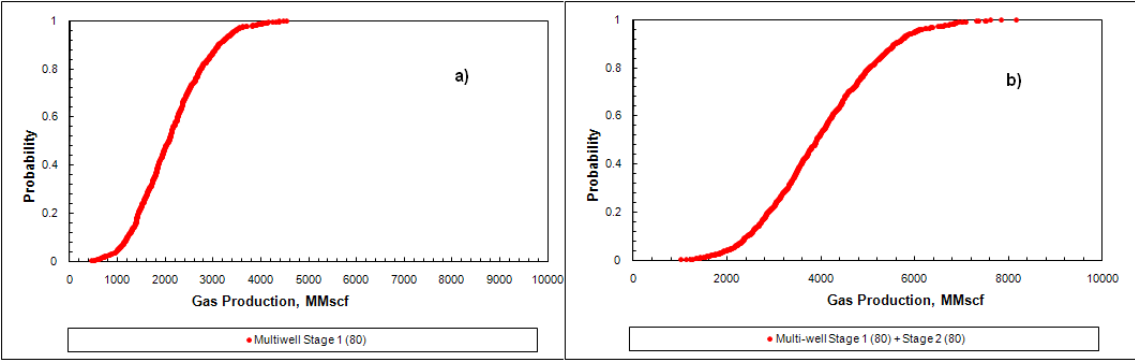 a)
Probability
1
0.8
0.6
0.4
0.2
0
0 1000 2000 3000 4000 5000 6000 7000 8000 9000 10000
Gas Production, MMscf
Multiwell Stage 1 (80)
b)
Probability
1
0.8
0.6
0.4
0.2
0
0 2000 4000 6000 8000 10000
Gas Production, MMscf
Multi-well Stage 1 (80) + Stage 2 (80)